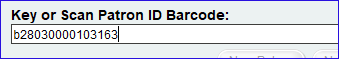 Key or Scan Patron ID Barcode:
b28030000103163